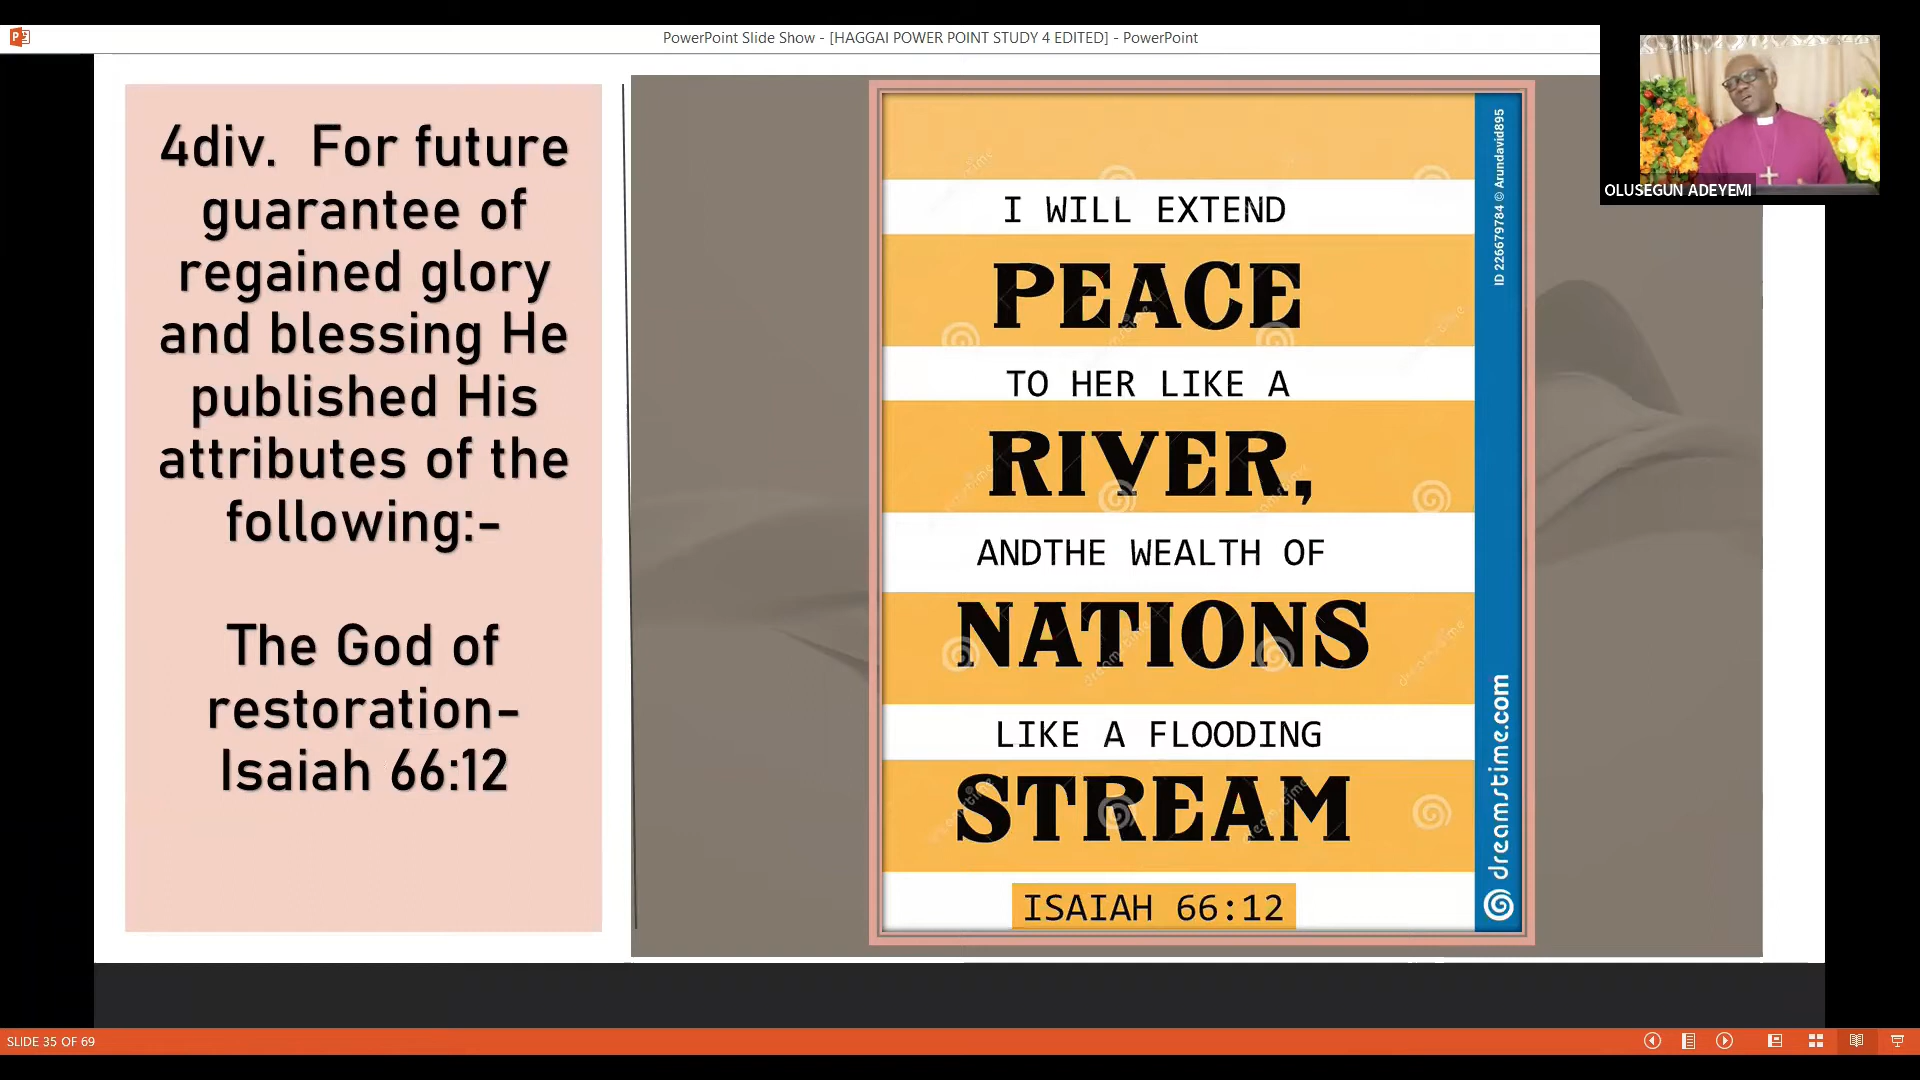 PowerPoint Slide Show - [HAGGAI POWER POINT STUDY 4 EDITED] - PowerPoint
4div. For future
guarantee of
regained glory
and blessing He
published His
attributes of the
following:-
The God of
restoration-
Isaiah 66:12
I WILL EXTEND
PEACE
TO HER LIKE A
RIVER,
ANDTHE WEALTH OF
NATIONS
LIKE A FLOODING
STREAM
ISAIAH 66:12
ID 226679784 © Arundavid895
dreamstime.com
OLUSEGUN ADEYEMI
SLIDE 35 OF 69